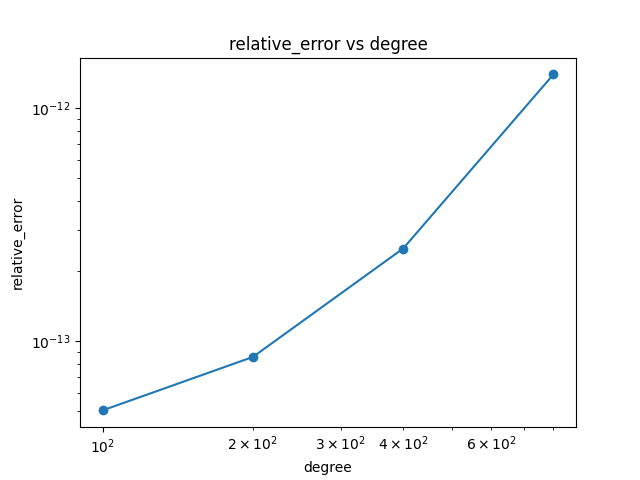 relative_error vs degree
relative_error
10⁻¹²
10⁻¹³
10²
2 × 10²
3 × 10²
4 × 10²
6 × 10²
degree